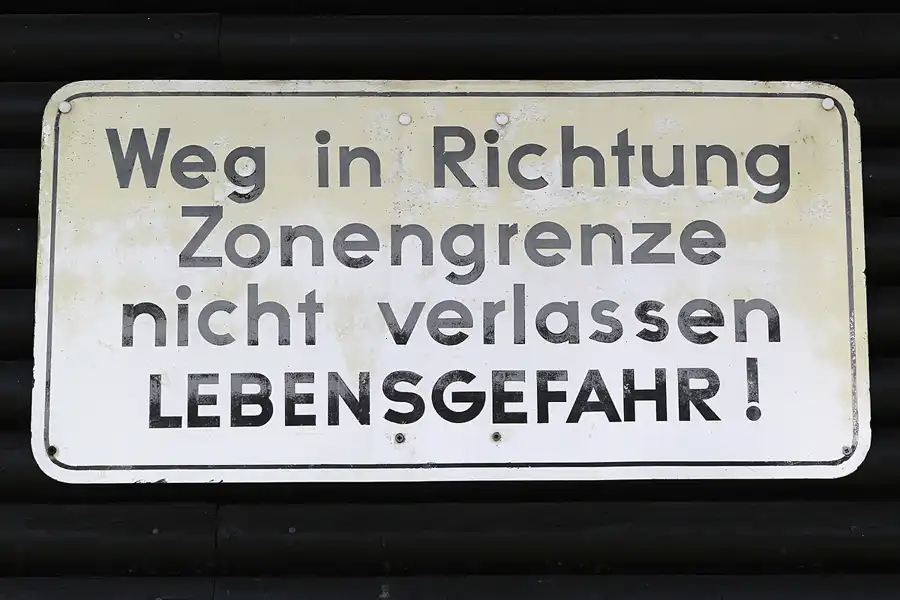 Weg in Richtung
Zonengrenze
nicht verlassen
LEBENSGEFAHR!